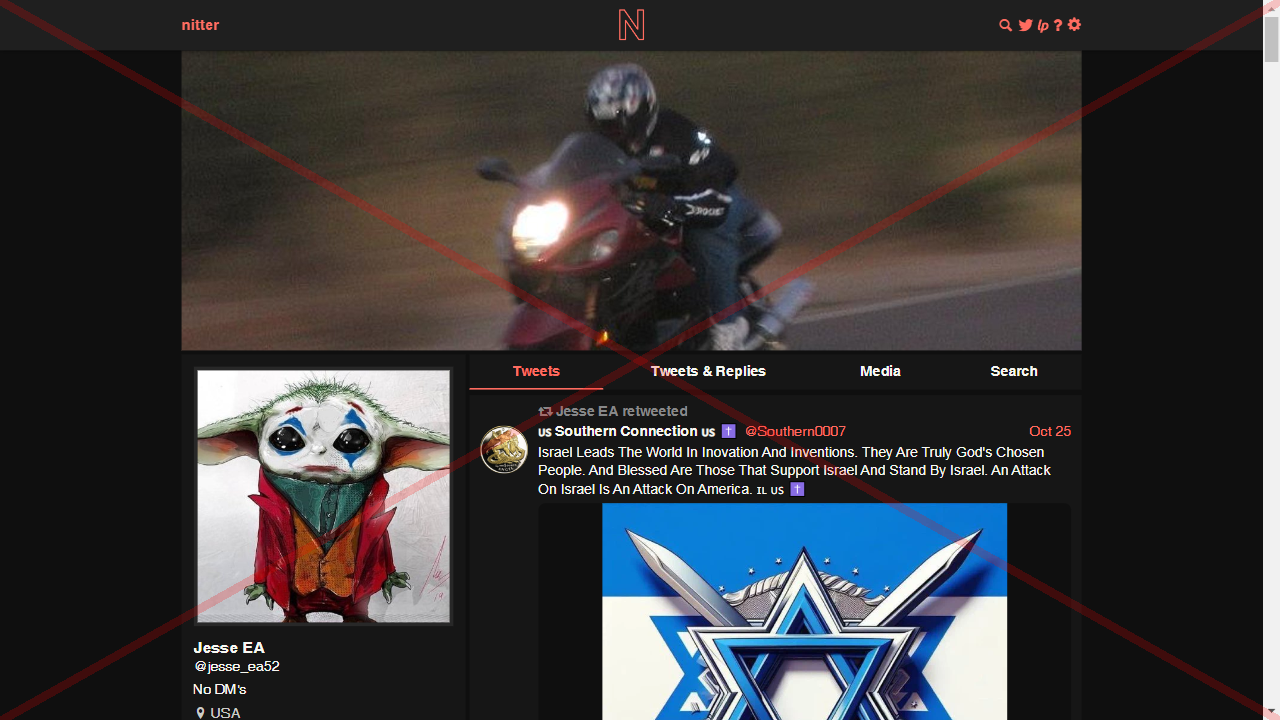 nitter
N
lp ?
Tweets
Tweets & Replies
Media
Search
Jesse EA retweeted
US Southern Connection US ✝ @Southern0007
Oct 25
Israel Leads The World In Inovation And Inventions. They Are Truly God's Chosen
People. And Blessed Are Those That Support Israel And Stand By Israel. An Attack
On Israel Is An Attack On America. IL US ✝
Jesse EA
@jesse_ea52
No DM's
USA